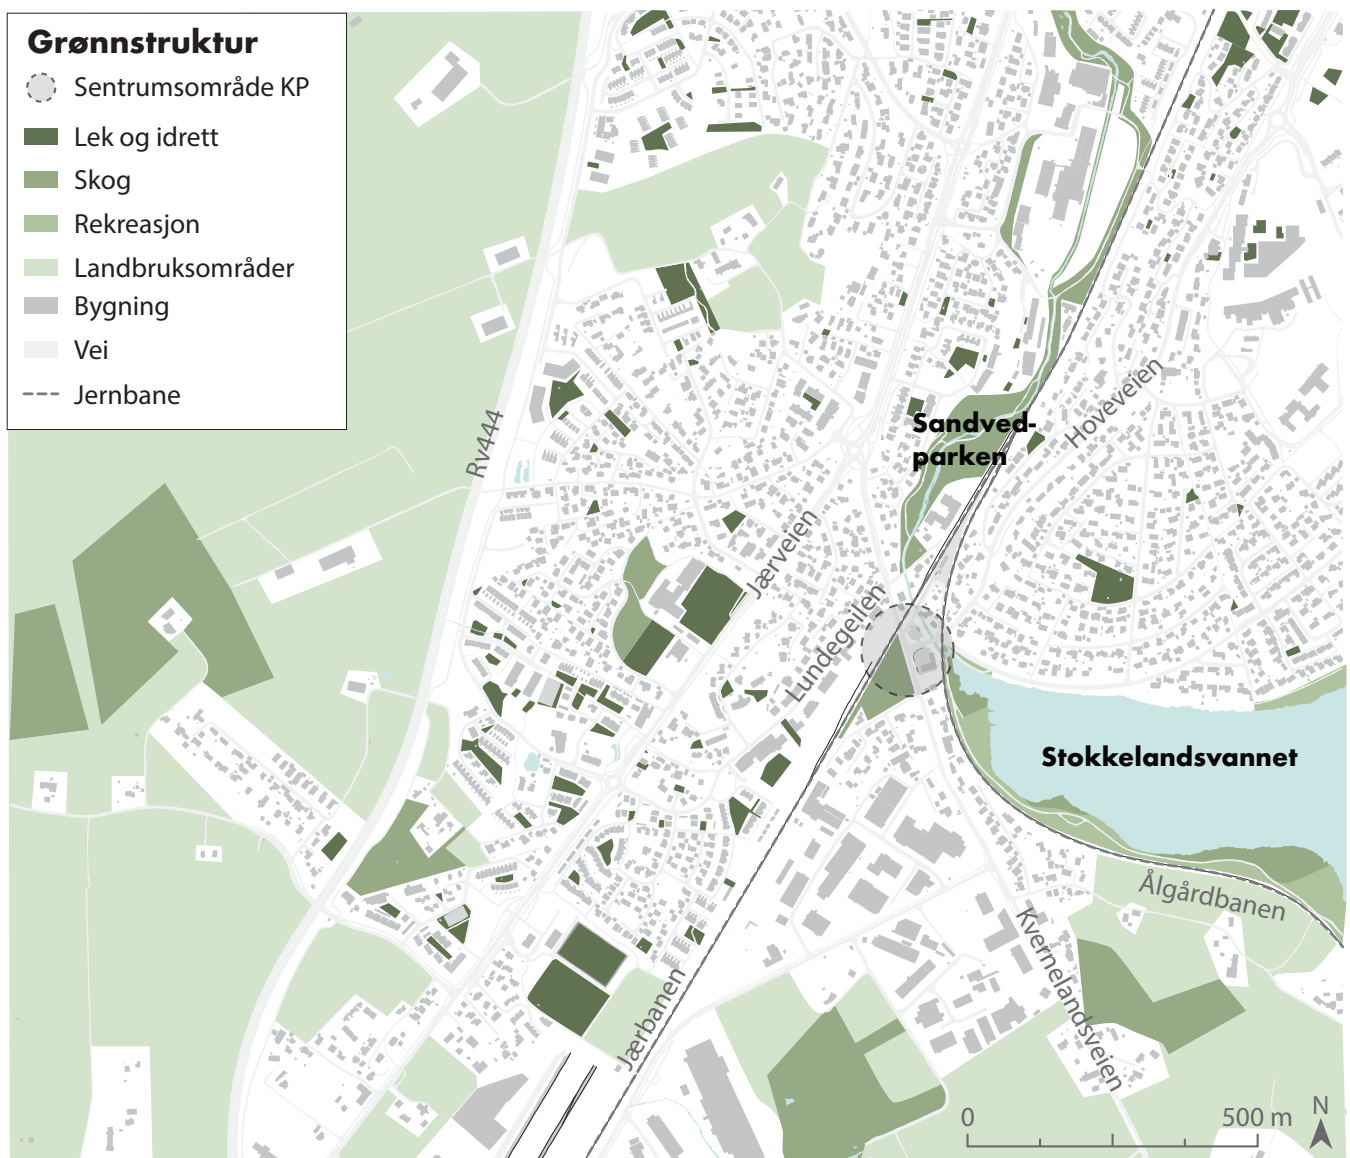 Grønnstruktur
Sentrumsområde KP
Lek og idrett
Skog
Rekreasjon
Landbruksområder
Bygning
Vei
Jernbane
Rv444
Sandved-
parken
Hoveveien
Jærveien
Lundegeilen
Stokkelandsvannet
Ålgårdbanen
Kvernelandsveien
Jærbanen
0 500 m
N